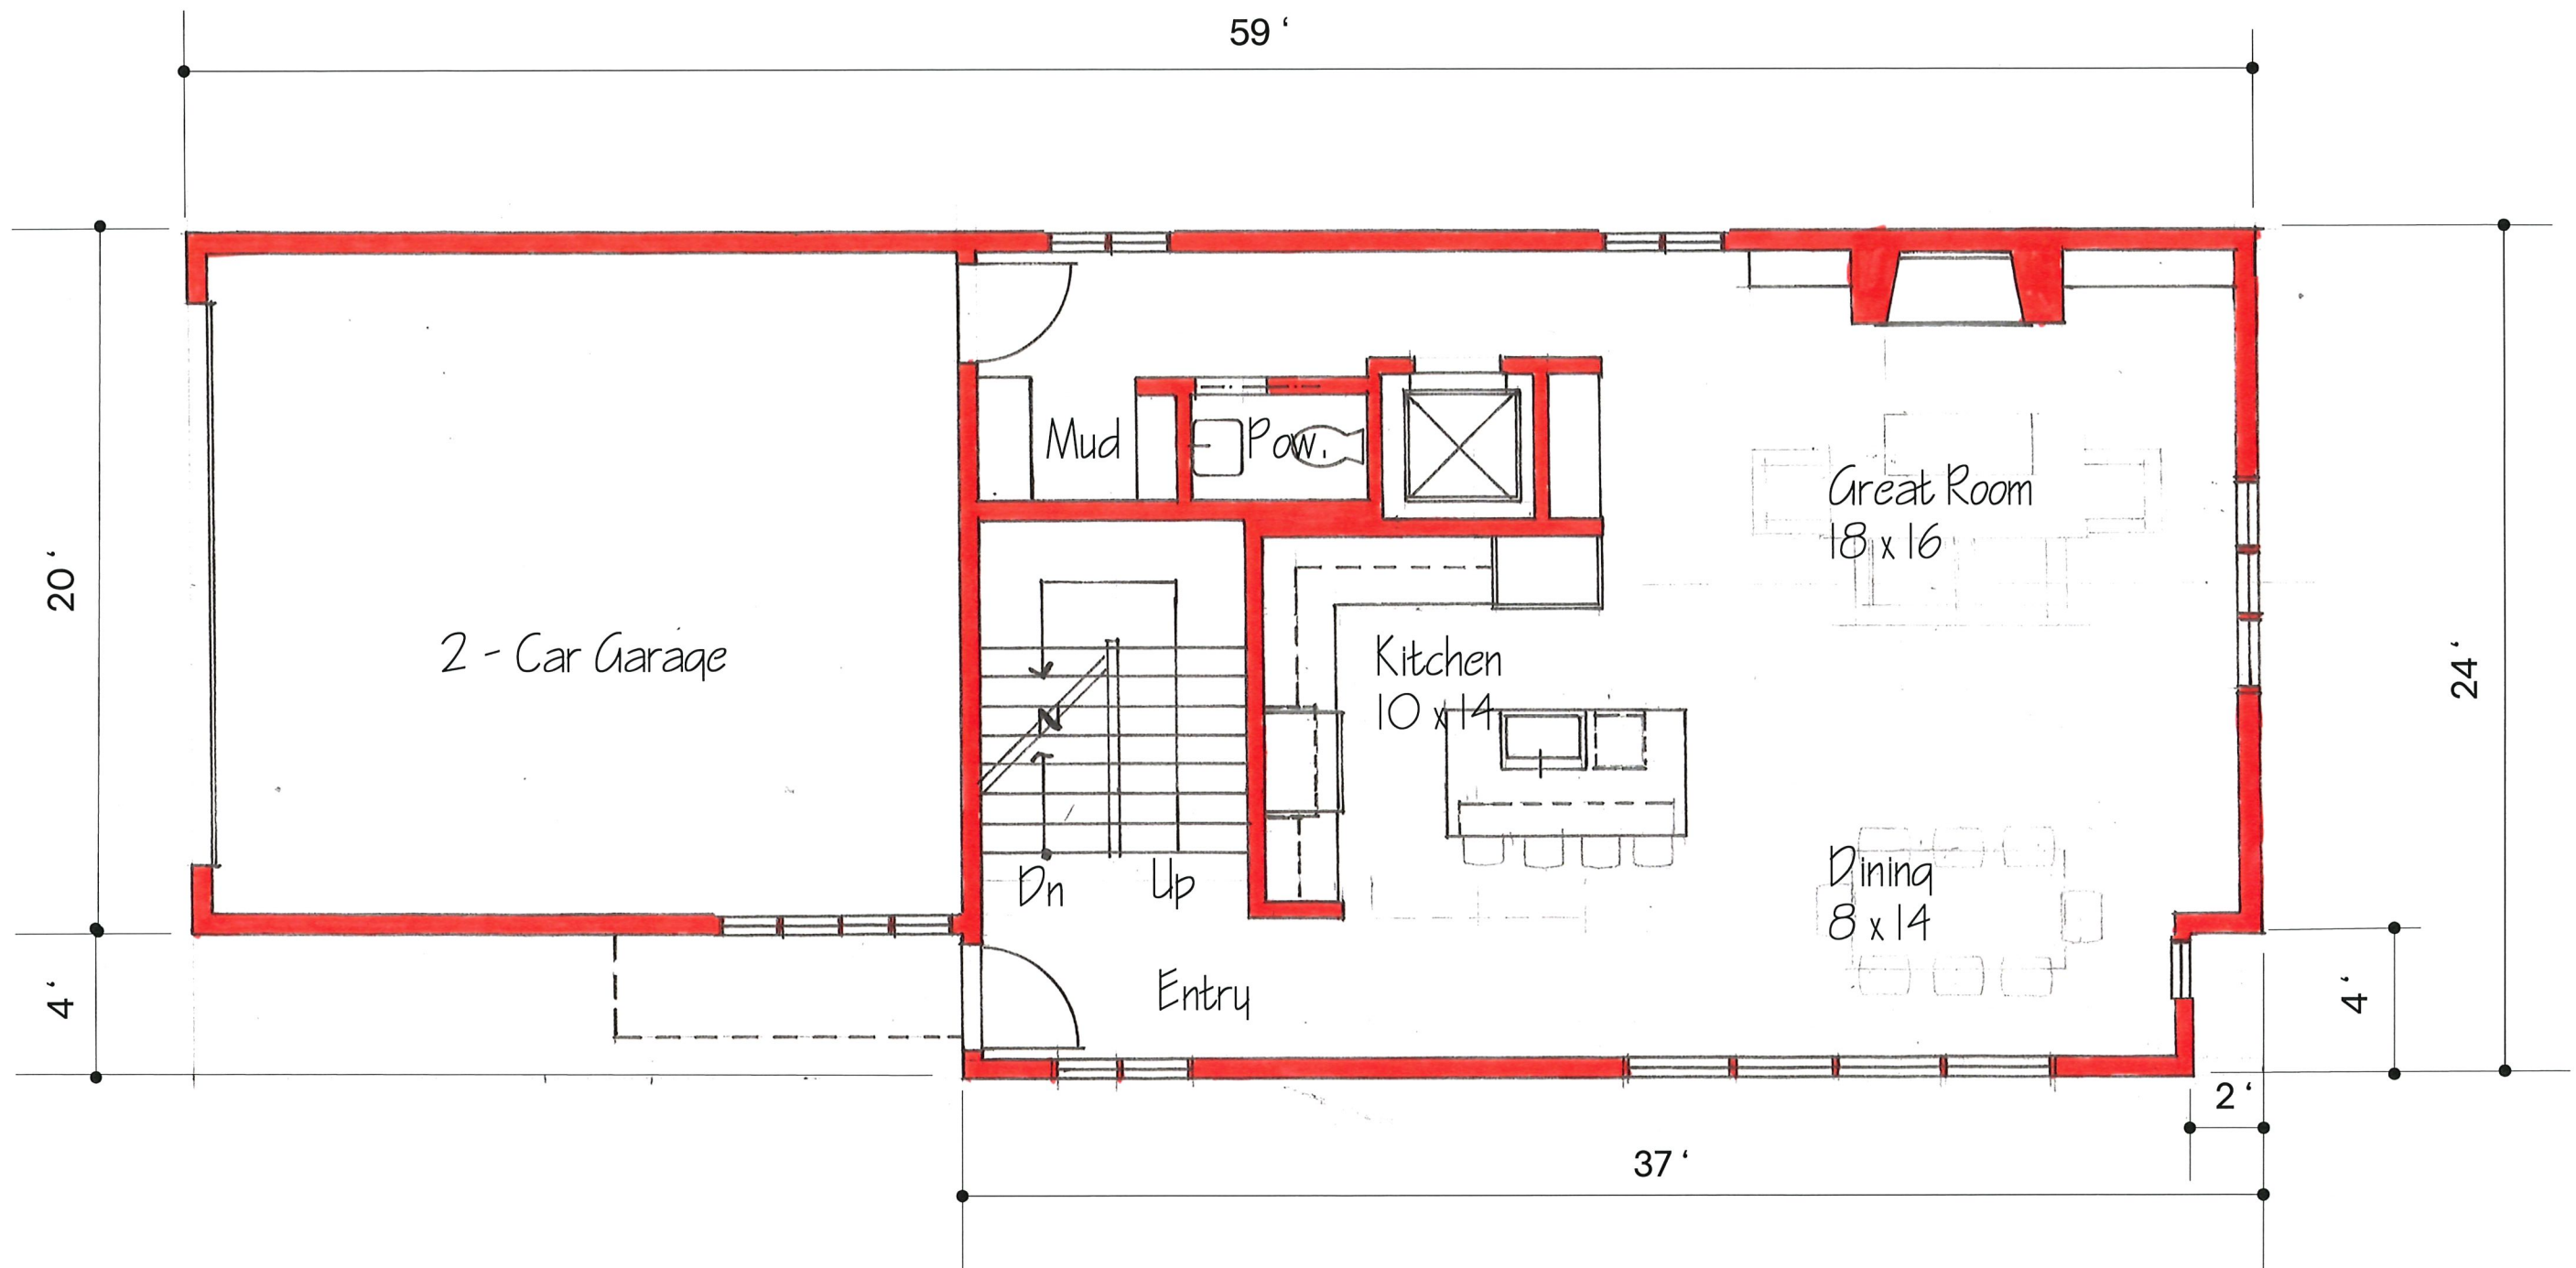 59 '
Mud
Pow.
Great Room
18 x 16
20 '
2 - Car Garage
Kitchen
10 x 14
24 '
Dn
Up
Dining
8 x 14
4 '
Entry
4 '
2 '
37 '